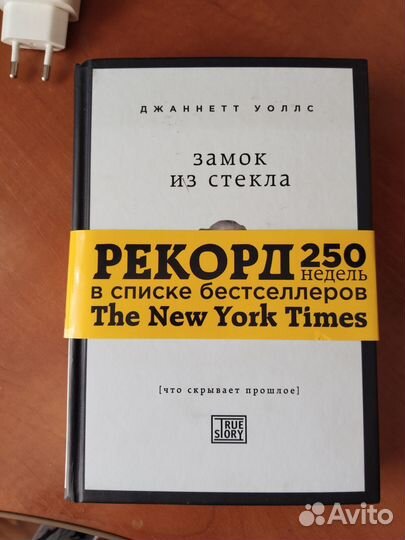 ДЖАННЕТТ УОЛЛС
замок
из стекла
РЕКОРД 250
недель
в списке бестселлеров
The New York Times
[что скрывает прошлое]
TRUE
STORY
Avito